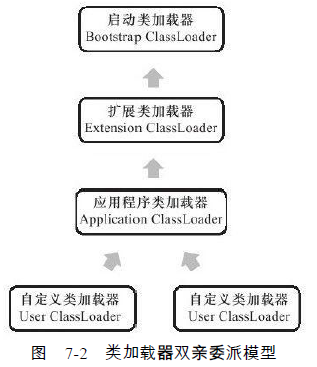 启动类加载器
Bootstrap ClassLoader
扩展类加载器
Extension ClassLoader
应用程序类加载器
Application ClassLoader
自定义类加载器
User ClassLoader
自定义类加载器
User ClassLoader
图 7-2 类加载器双亲委派模型